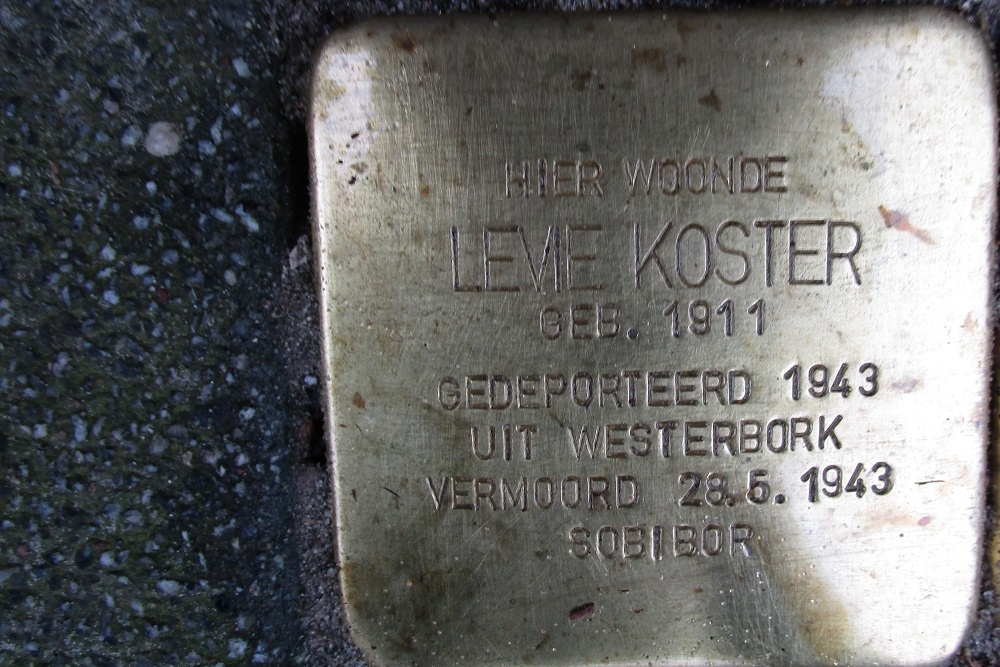 HIER WOONDE
LEVIE KOSTER
GEB. 1911
GEDEPORTEERD 1943
UIT WESTERBORK
VERMOORD 28.5.1943
SOBIBOR